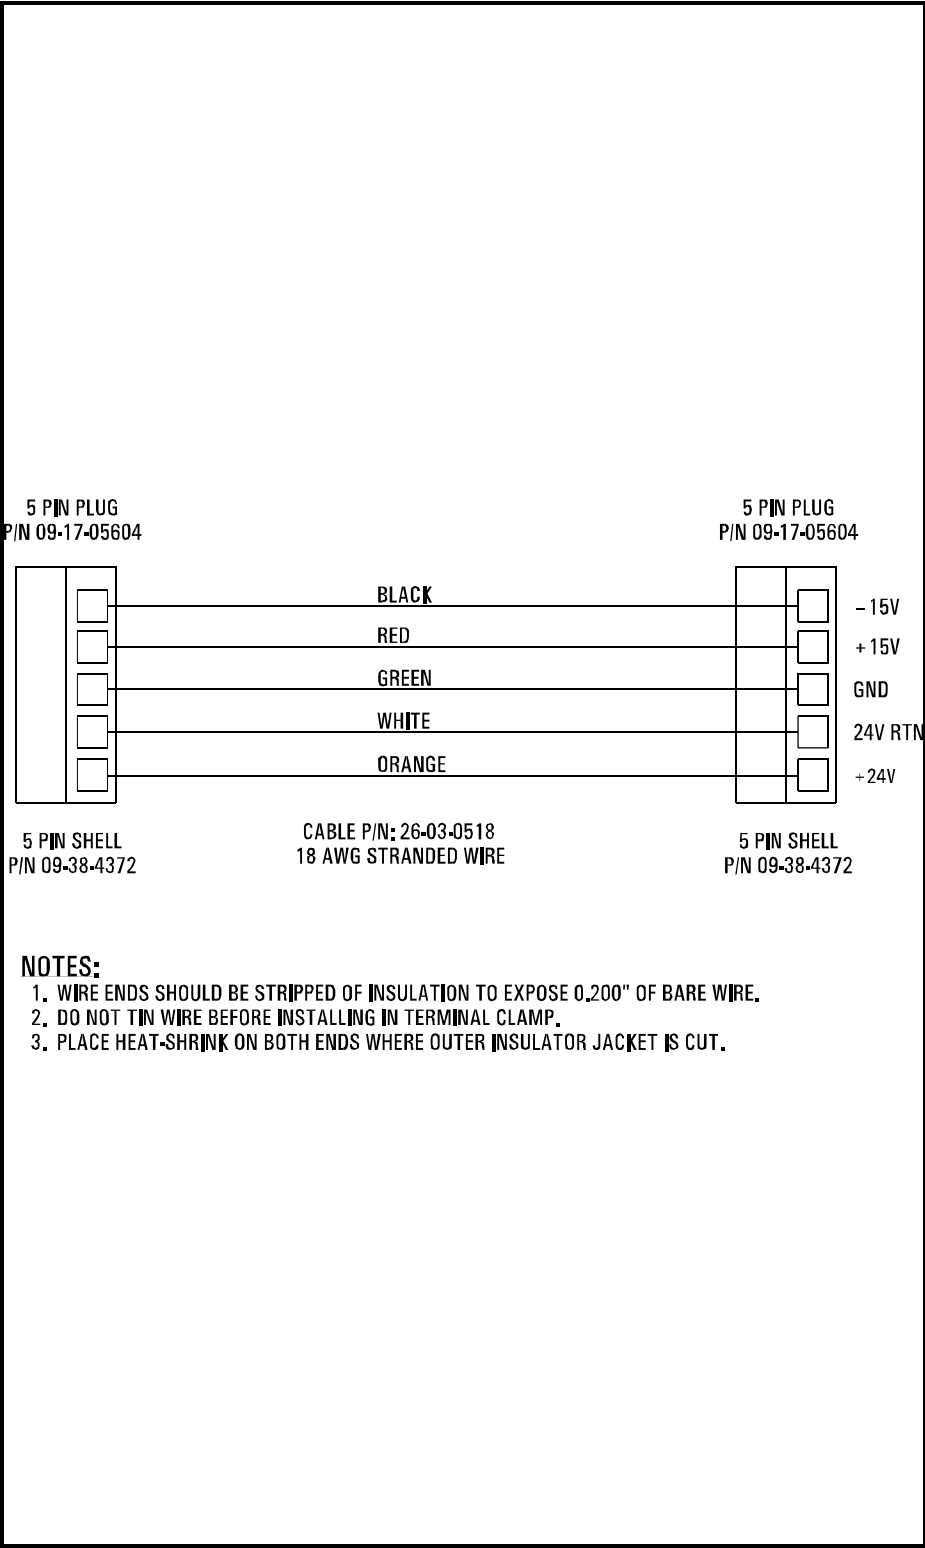 5 PIN PLUG
P/N 09-17-05604
5 PIN PLUG
P/N 09-17-05604
BLACK
– 15V
RED
+ 15V
GREEN
GND
WHITE
24V RTN
ORANGE
+24V
5 PIN SHELL
P/N 09-38-4372
CABLE P/N: 26-03-0518
18 AWG STRANDED WIRE
5 PIN SHELL
P/N 09-38-4372
NOTES:
1. WIRE ENDS SHOULD BE STRIPPED OF INSULATION TO EXPOSE 0.200" OF BARE WIRE.
2. DO NOT TIN WIRE BEFORE INSTALLING IN TERMINAL CLAMP.
3. PLACE HEAT-SHRINK ON BOTH ENDS WHERE OUTER INSULATOR JACKET IS CUT.